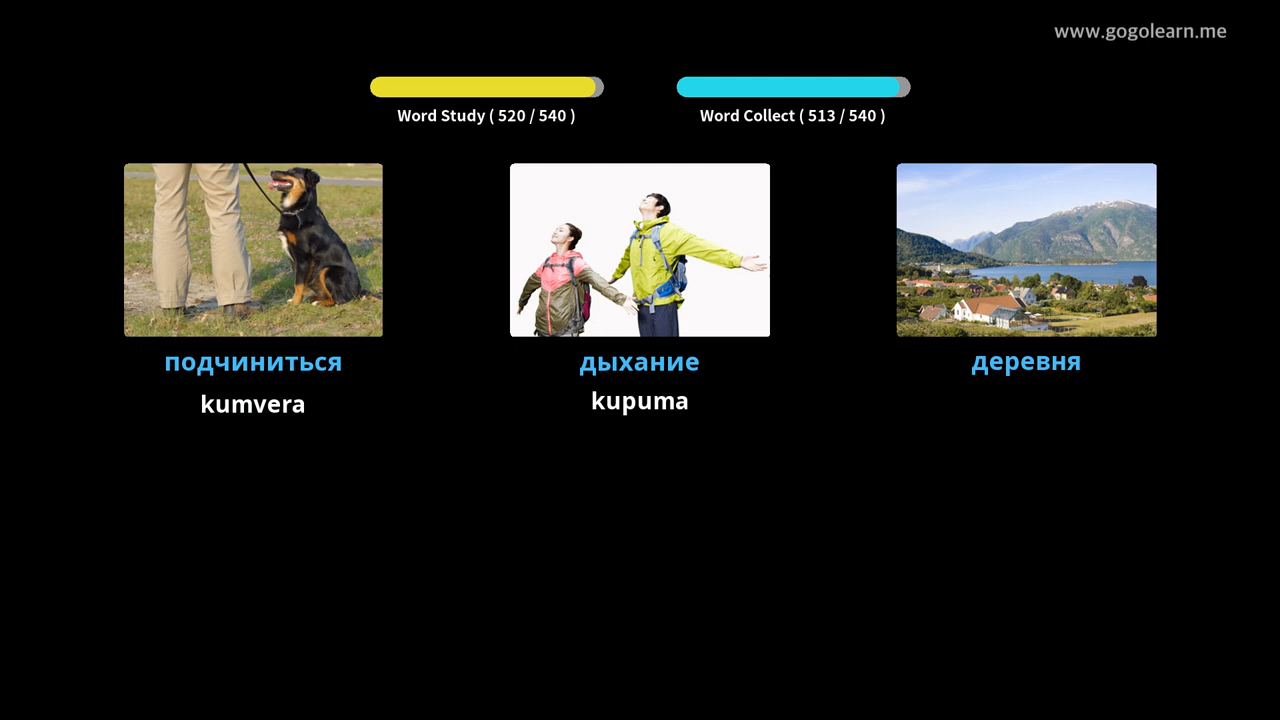 www.gogolearn.me
Word Study ( 520 / 540 )
Word Collect ( 513 / 540 )
подчиниться
дыхание
деревня
kumvera
kupuma